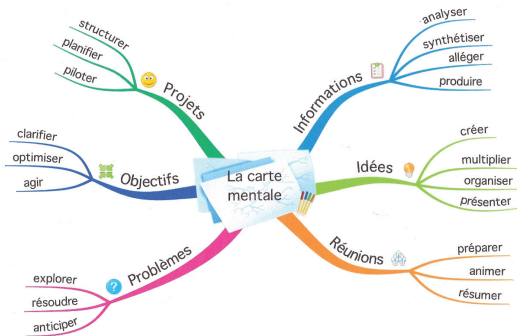 La carte
mentale
Informations
analyser
synthétiser
alléger
produire
Idées
créer
multiplier
organiser
présenter
Réunions
préparer
animer
résumer
Projets
structurer
planifier
piloter
Objectifs
clarifier
optimiser
agir
Problèmes
?
explorer
résoudre
anticiper